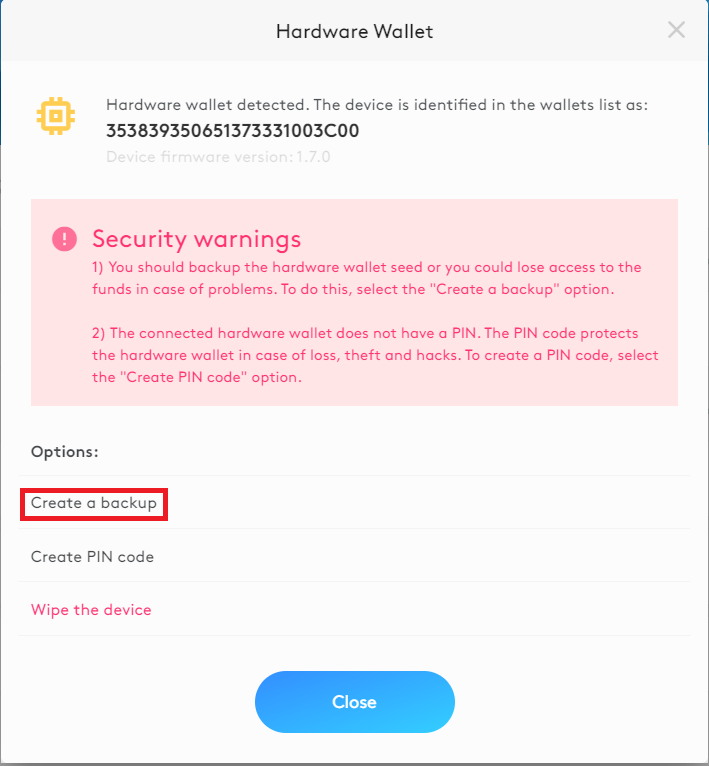 Hardware Wallet
Hardware wallet detected. The device is identified in the wallets list as:
353839350651373331003C00
Device firmware version: 1.7.0
Security warnings
1) You should backup the hardware wallet seed or you could lose access to the
funds in case of problems. To do this, select the "Create a backup" option.
2) The connected hardware wallet does not have a PIN. The PIN code protects
the hardware wallet in case of loss, theft and hacks. To create a PIN code, select
the "Create PIN code" option.
Options:
Create a backup
Create PIN code
Wipe the device
Close